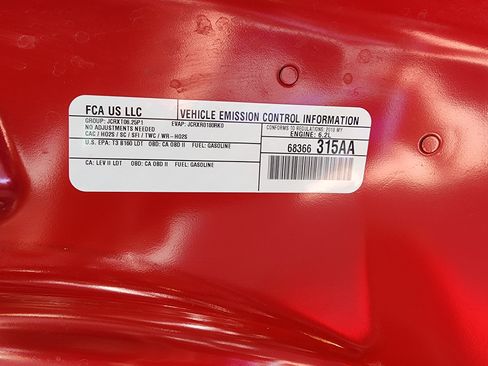 FCA US LLC
VEHICLE EMISSION CONTROL INFORMATION
GROUP: JCRXT06.25P1
EVAP: JCRXR0180RK0
CONFORMS TO REGULATIONS: 2018 MY
NO ADJUSTMENTS NEEDED
ENGINE: 6.2L
CAC / HO2S / SC / SFI / TWC / WR-HO2S
U.S. EPA: T3 B160 LDT OBD: CA OBD II FUEL: GASOLINE
68366 315AA
CA: LEV II LDT OBD: CA OBD II FUEL: GASOLINE